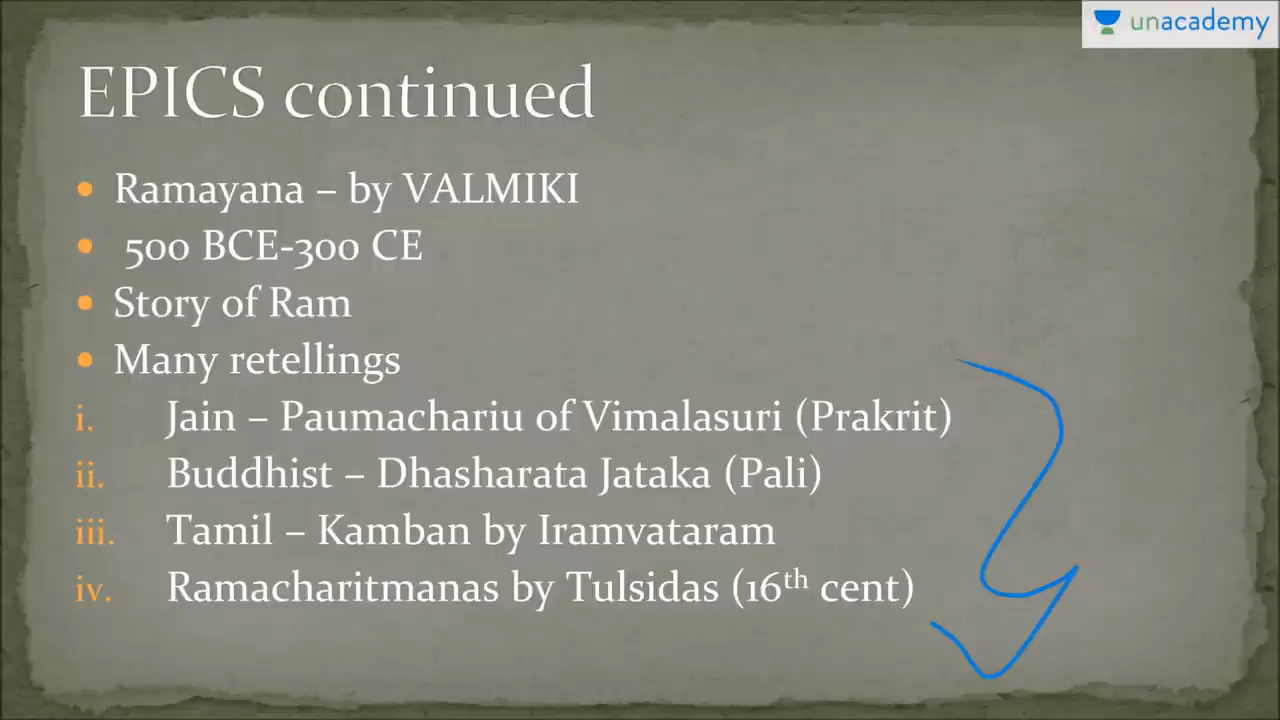 unacademy
EPICS continued
• Ramayana – by VALMIKI
• 500 BCE-300 CE
• Story of Ram
• Many retellings
i. Jain – Paumachariu of Vimalasuri (Prakrit)
ii. Buddhist – Dhasharata Jataka (Pali)
iii. Tamil – Kamban by Iramvataram
iv. Ramacharitmanas by Tulsidas (16th cent)